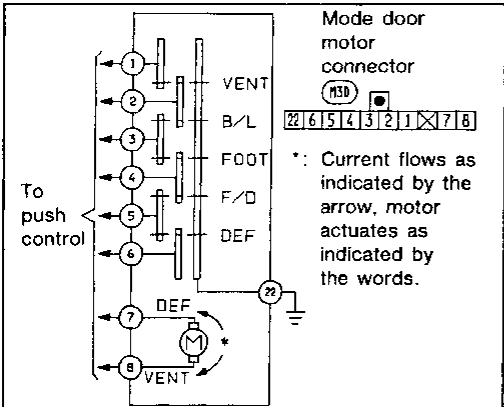 Mode door
motor
connector
M30
22 6 5 4 3 2 1 7 8
*: Current flows as
indicated by the
arrow, motor
actuates as
indicated by
the words.
To
push
control
1
2
3
4
5
6
7
8
VENT
B/L
FOOT
F/D
DEF
22
DEF
M
*
VENT